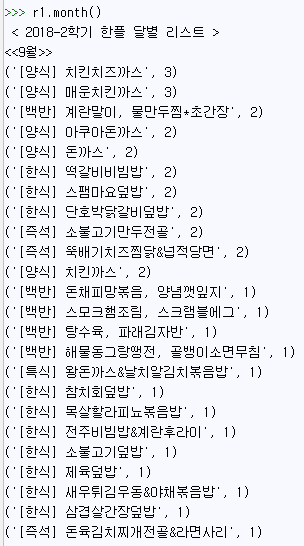 >>> r1.month()
< 2018-2학기 한플 달별 리스트 >
<<9월>>
('[양식] 치킨치즈까스', 3)
('[양식] 매운치킨까스', 3)
('[백반] 계란말이, 물만두찜*초간장', 2)
('[양식] 아쿠아돈까스', 2)
('[양식] 돈까스', 2)
('[한식] 떡갈비비빔밥', 2)
('[한식] 스팸마요덮밥', 2)
('[한식] 단호박닭갈비덮밥', 2)
('[즉석] 소불고기만두전골', 2)
('[즉석] 뚝배기치즈찜닭&넙적당면', 2)
('[양식] 치킨까스', 2)
('[백반] 돈채피망볶음, 양념깻잎지', 1)
('[백반] 스모크햄조림, 스크램블에그', 1)
('[백반] 탕수육, 파래김자반', 1)
('[백반] 해물동그랑땡전, 골뱅이소면무침', 1)
('[특식] 왕돈까스&날치알김치볶음밥', 1)
('[한식] 참치회덮밥', 1)
('[한식] 목살할라피뇨볶음밥', 1)
('[한식] 전주비빔밥&계란후라이', 1)
('[한식] 소불고기덮밥', 1)
('[한식] 제육덮밥', 1)
('[한식] 새우튀김우동&야채볶음밥', 1)
('[한식] 삼겹살간장덮밥', 1)
('[즉석] 돈육김치찌개전골&라면사리', 1)